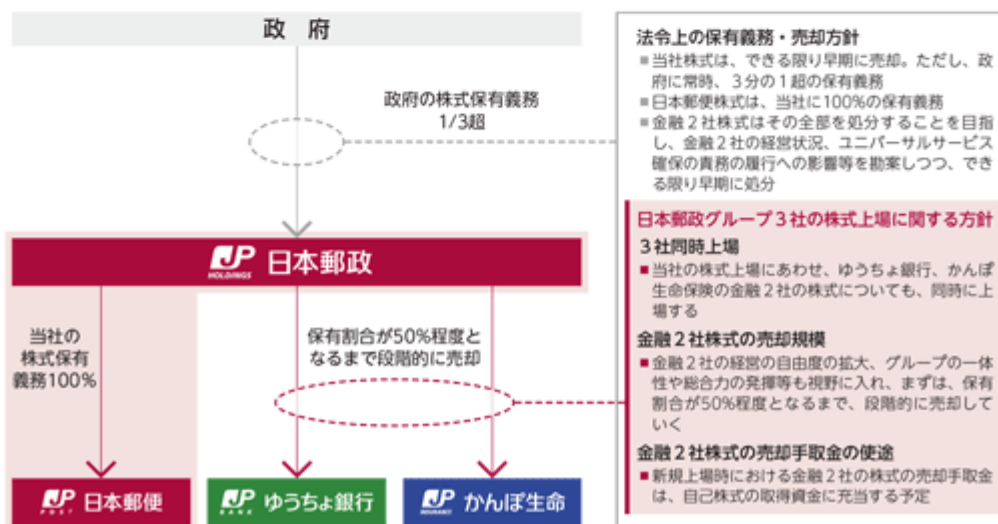 政　府
政府の株式保有義務
1/3超
JP
HOLDINGS
日本郵政
当社の
株式保有
義務100%
保有割合が50%程度と
なるまで段階的に売却
JP
POST
日本郵便
JP
BANK
ゆうちょ銀行
JP
INSURANCE
かんぽ生命
法令上の保有義務・売却方針
■当社株式は、できる限り早期に売却。ただし、政
府に常時、3分の1超の保有義務
■日本郵便株式は、当社に100%の保有義務
■金融2社株式はその全部を処分することを目指
し、金融2社の経営状況、ユニバーサルサービス
確保の責務の履行への影響等を勘案しつつ、でき
る限り早期に処分
日本郵政グループ3社の株式上場に関する方針
3社同時上場
■当社の株式上場にあわせ、ゆうちょ銀行、かんぽ
生命保険の金融2社の株式についても、同時に上
場する
金融2社株式の売却規模
■金融2社の経営の自由度の拡大、グループの一体
性や総合力の発揮等も視野に入れ、まずは、保有
割合が50%程度となるまで、段階的に売却して
いく
金融2社株式の売却手取金の使途
■新規上場時における金融2社の株式の売却手取金
は、自己株式の取得資金に充当する予定